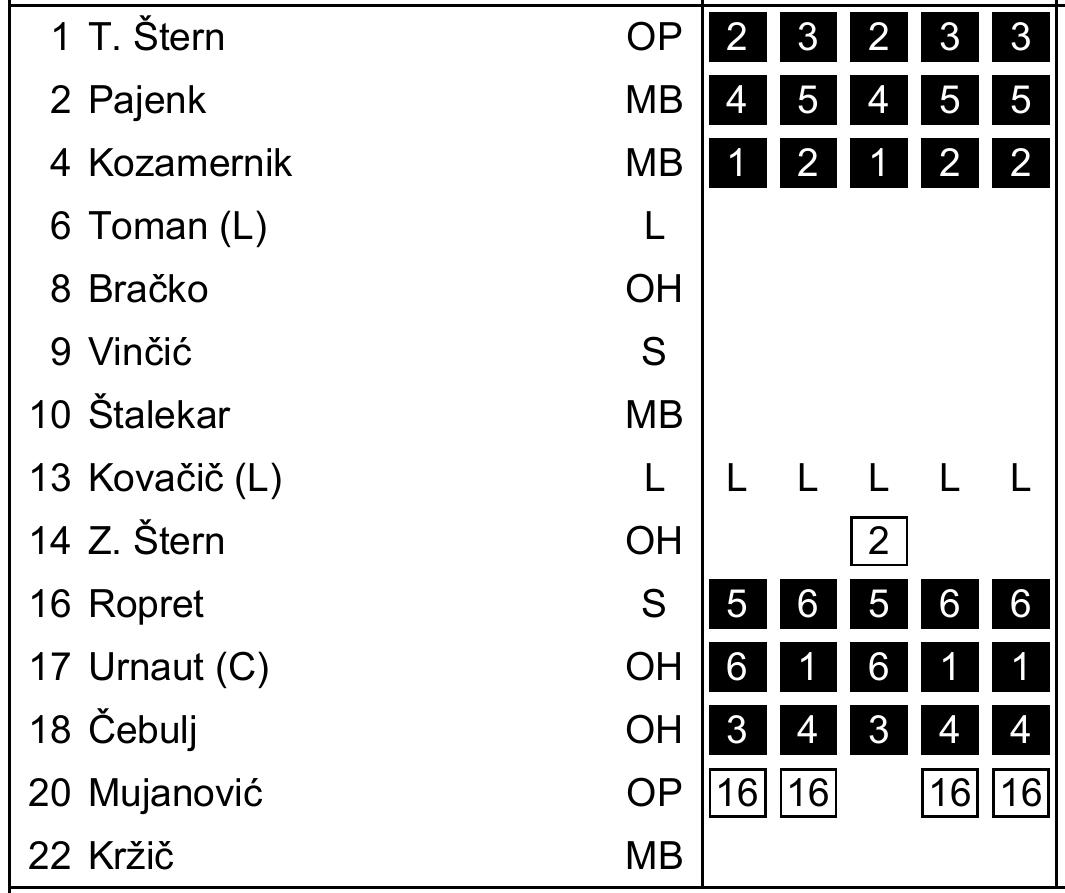 1 T. Štern OP 2 3 2 3 3
2 Pajenk MB 4 5 4 5 5
4 Kozamernik MB 1 2 1 2 2
6 Toman (L) L
8 Bračko OH
9 Vinčić S
10 Štalekar MB
13 Kovačič (L) L L L L L L
14 Z. Štern OH 2
16 Ropret S 5 6 5 6 6
17 Urnaut (C) OH 6 1 6 1 1
18 Čebulj OH 3 4 3 4 4
20 Mujanović OP 16 16 16 16
22 Kržič MB